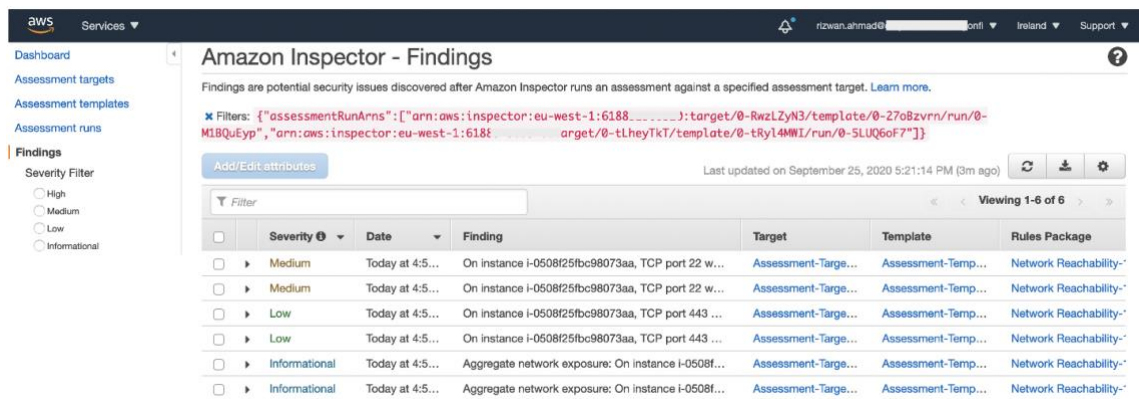 aws Services rizwan.ahmad@ onfi Ireland Support
Dashboard
Assessment targets
Assessment templates
Assessment runs
Findings
Severity Filter
High
Medium
Low
Informational
Amazon Inspector - Findings
Findings are potential security issues discovered after Amazon Inspector runs an assessment against a specified assessment target. Learn more.
Filters: {"assessmentRunArns":["arn:aws:inspector:eu-west-1:6188 ):target/0-RwzLZyN3/template/0-27oBzvrn/run/0-
M18QuEyp","arn:aws:inspector:eu-west-1:618 arget/0-tLheyTkT/template/0-tRyl4MWI/run/0-5LUQ6oF7"]}
Add/Edit attributes Last updated on September 25, 2020 5:21:14 PM (3m ago)
Filter Viewing 1-6 of 6
Severity Date Finding Target Template Rules Package
Medium Today at 4:5... On instance i-0508f25fbc98073aa, TCP port 22 w... Assessment-Targe... Assessment-Temp... Network Reachability-
Medium Today at 4:5... On instance i-0508f25fbc98073aa, TCP port 22 w... Assessment-Targe... Assessment-Temp... Network Reachability-
Low Today at 4:5... On instance i-0508f25fbc98073aa, TCP port 443 ... Assessment-Targe... Assessment-Temp... Network Reachability-
Low Today at 4:5... On instance i-0508f25fbc98073aa, TCP port 443 ... Assessment-Targe... Assessment-Temp... Network Reachability-
Informational Today at 4:5... Aggregate network exposure: On instance i-0508f... Assessment-Targe... Assessment-Temp... Network Reachability-
Informational Today at 4:5... Aggregate network exposure: On instance i-0508f... Assessment-Targe... Assessment-Temp... Network Reachability-